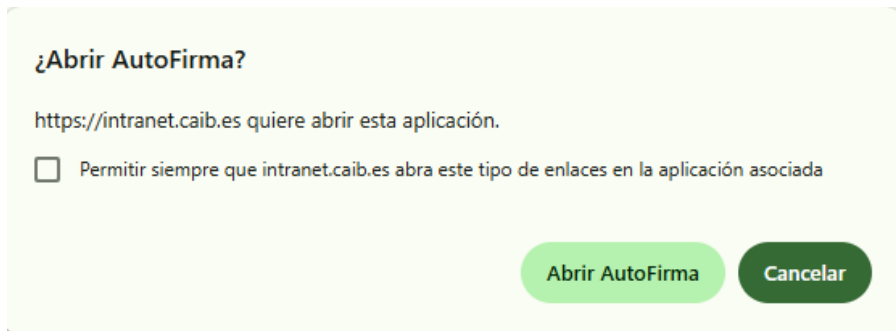 ¿Abrir AutoFirma?
https://intranet.caib.es quiere abrir esta aplicación.
Permitir siempre que intranet.caib.es abra este tipo de enlaces en la aplicación asociada
Abrir AutoFirma
Cancelar